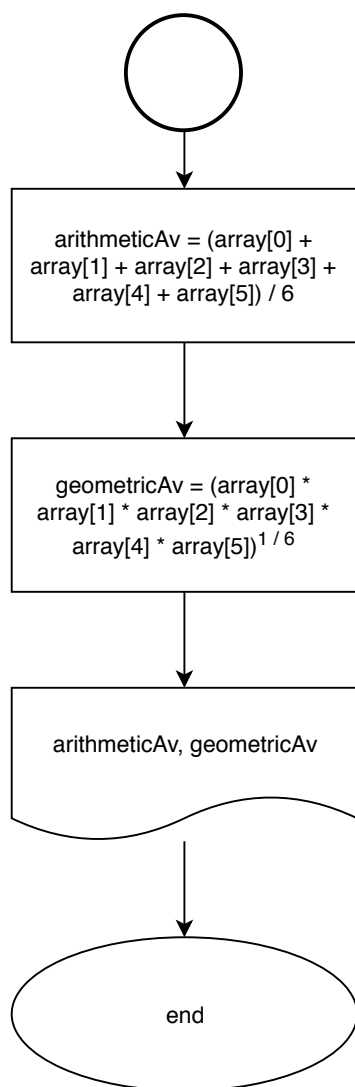 arithmeticAv = (array[0] +
array[1] + array[2] + array[3] +
array[4] + array[5]) / 6
geometricAv = (array[0] *
array[1] * array[2] * array[3] *
array[4] * array[5])^1 / 6
arithmeticAv, geometricAv
end